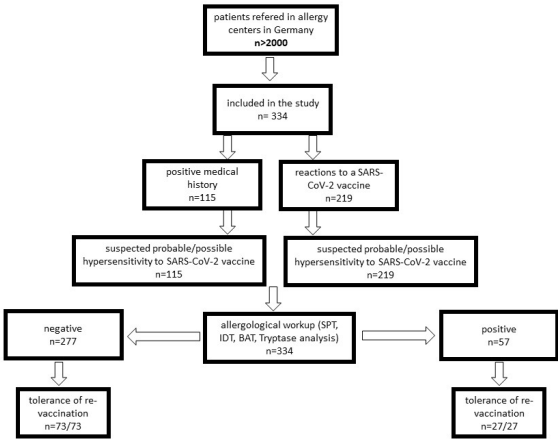 patients refered in allergy
centers in Germany
n>2000
included in the study
n= 334
positive medical
history
n=115
reactions to a SARS-
CoV-2 vaccine
n=219
suspected probable/possible
hypersensitivity to SARS-CoV-2 vaccine
n=115
suspected probable/possible
hypersensitivity to SARS-CoV-2 vaccine
n=219
negative
n=277
allergological workup (SPT,
IDT, BAT, Tryptase analysis)
n=334
positive
n=57
tolerance of re-
vaccination
n=73/73
tolerance of re-
vaccination
n=27/27